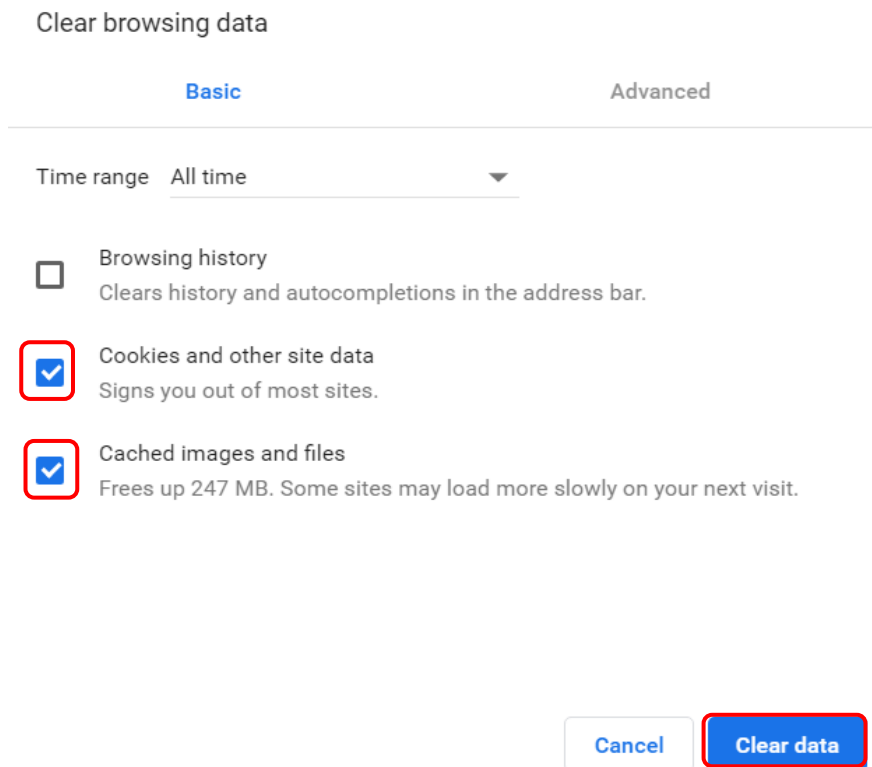 Clear browsing data
Basic
Advanced
Time range All time
Browsing history
Clears history and autocompletions in the address bar.
Cookies and other site data
Signs you out of most sites.
Cached images and files
Frees up 247 MB. Some sites may load more slowly on your next visit.
Cancel
Clear data